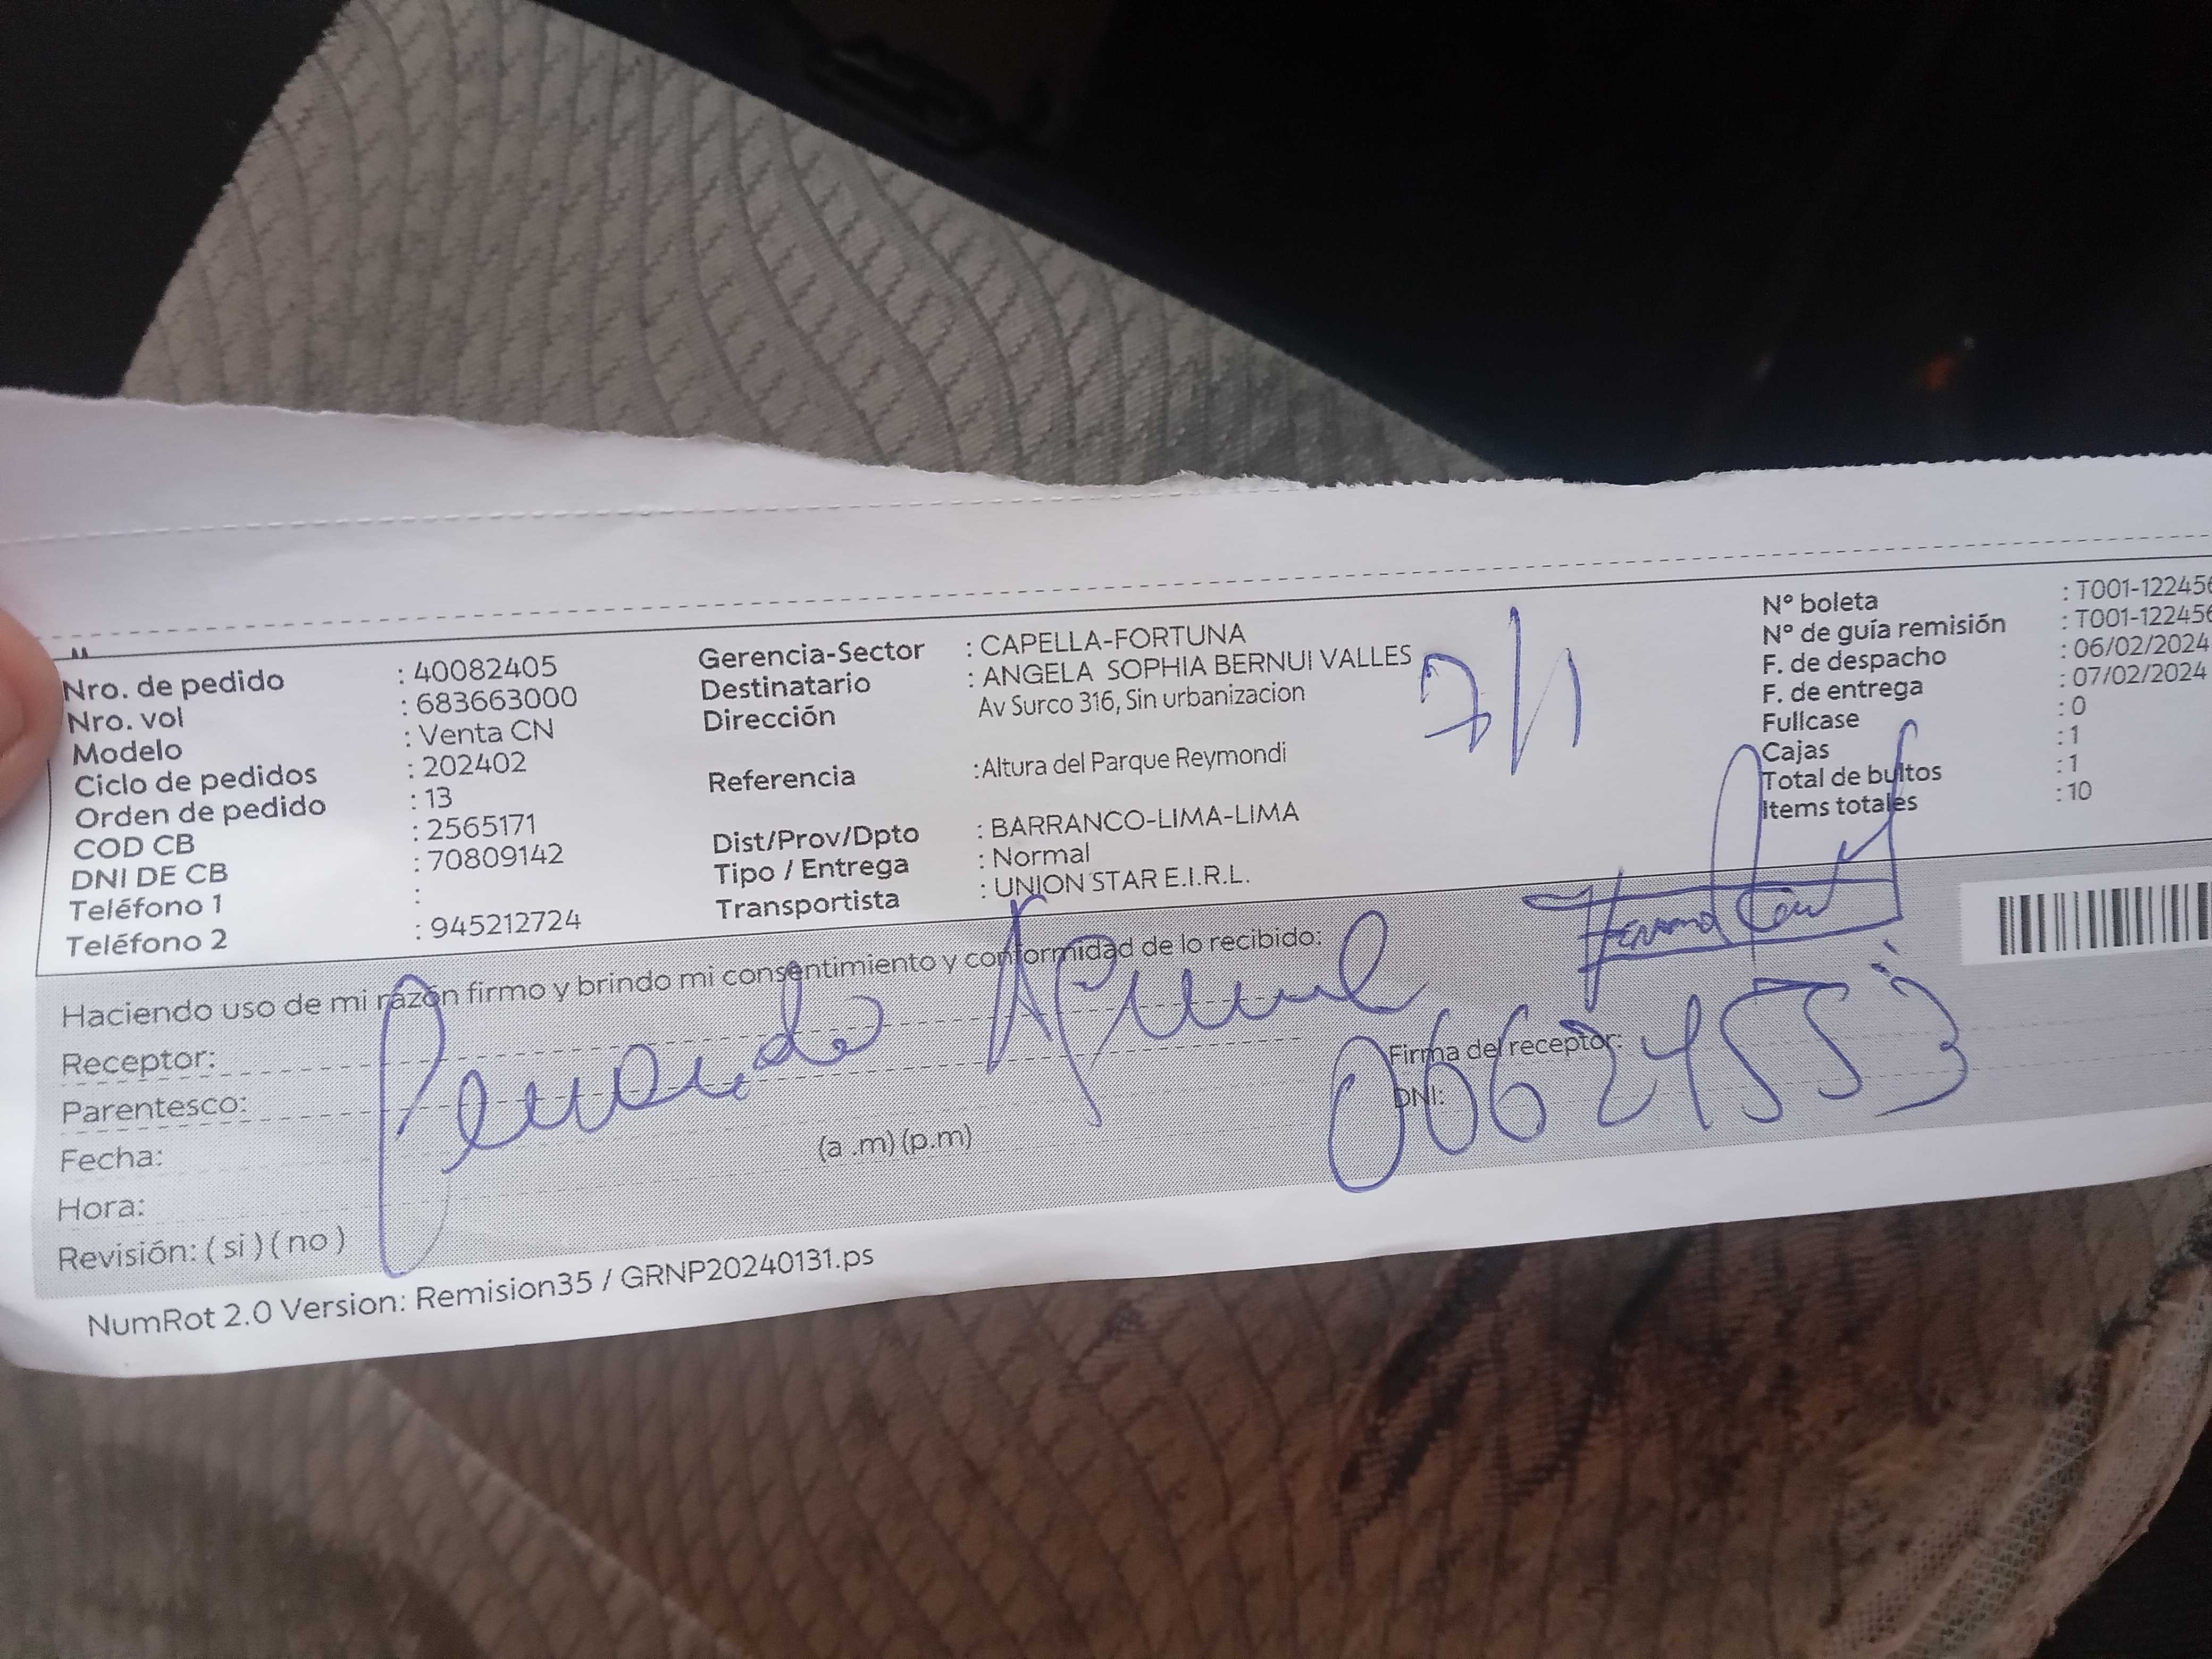 Nro. de pedido : 40082405
Nro. vol : 683663000
Modelo : Venta CN
Ciclo de pedidos : 202402
Orden de pedido : 13
COD CB : 2565171
DNI DE CB : 70809142
Teléfono 1 :
Teléfono 2 : 945212724
Gerencia-Sector : CAPELLA-FORTUNA
Destinatario : ANGELA SOPHIA BERNUI VALLES
Dirección Av Surco 316, Sin urbanizacion
Referencia :Altura del Parque Reymondi
Dist/Prov/Dpto : BARRANCO-LIMA-LIMA
Tipo / Entrega : Normal
Transportista : UNION STAR E.I.R.L.
7/1
N° boleta : T001-122456
N° de guía remisión : T001-122456
F. de despacho : 06/02/2024
F. de entrega : 07/02/2024
Fullcase : 0
Cajas : 1
Total de bultos : 1
Items totales : 10
Haciendo uso de mi razón firmo y brindo mi consentimiento y conformidad de lo recibido:
Receptor:
Parentesco:
Fecha:
Hora: (a .m) (p.m)
Revisión: ( si ) ( no )
Firma del receptor:
DNI: 06624553
NumRot 2.0 Version: Remision35 / GRNP20240131.ps